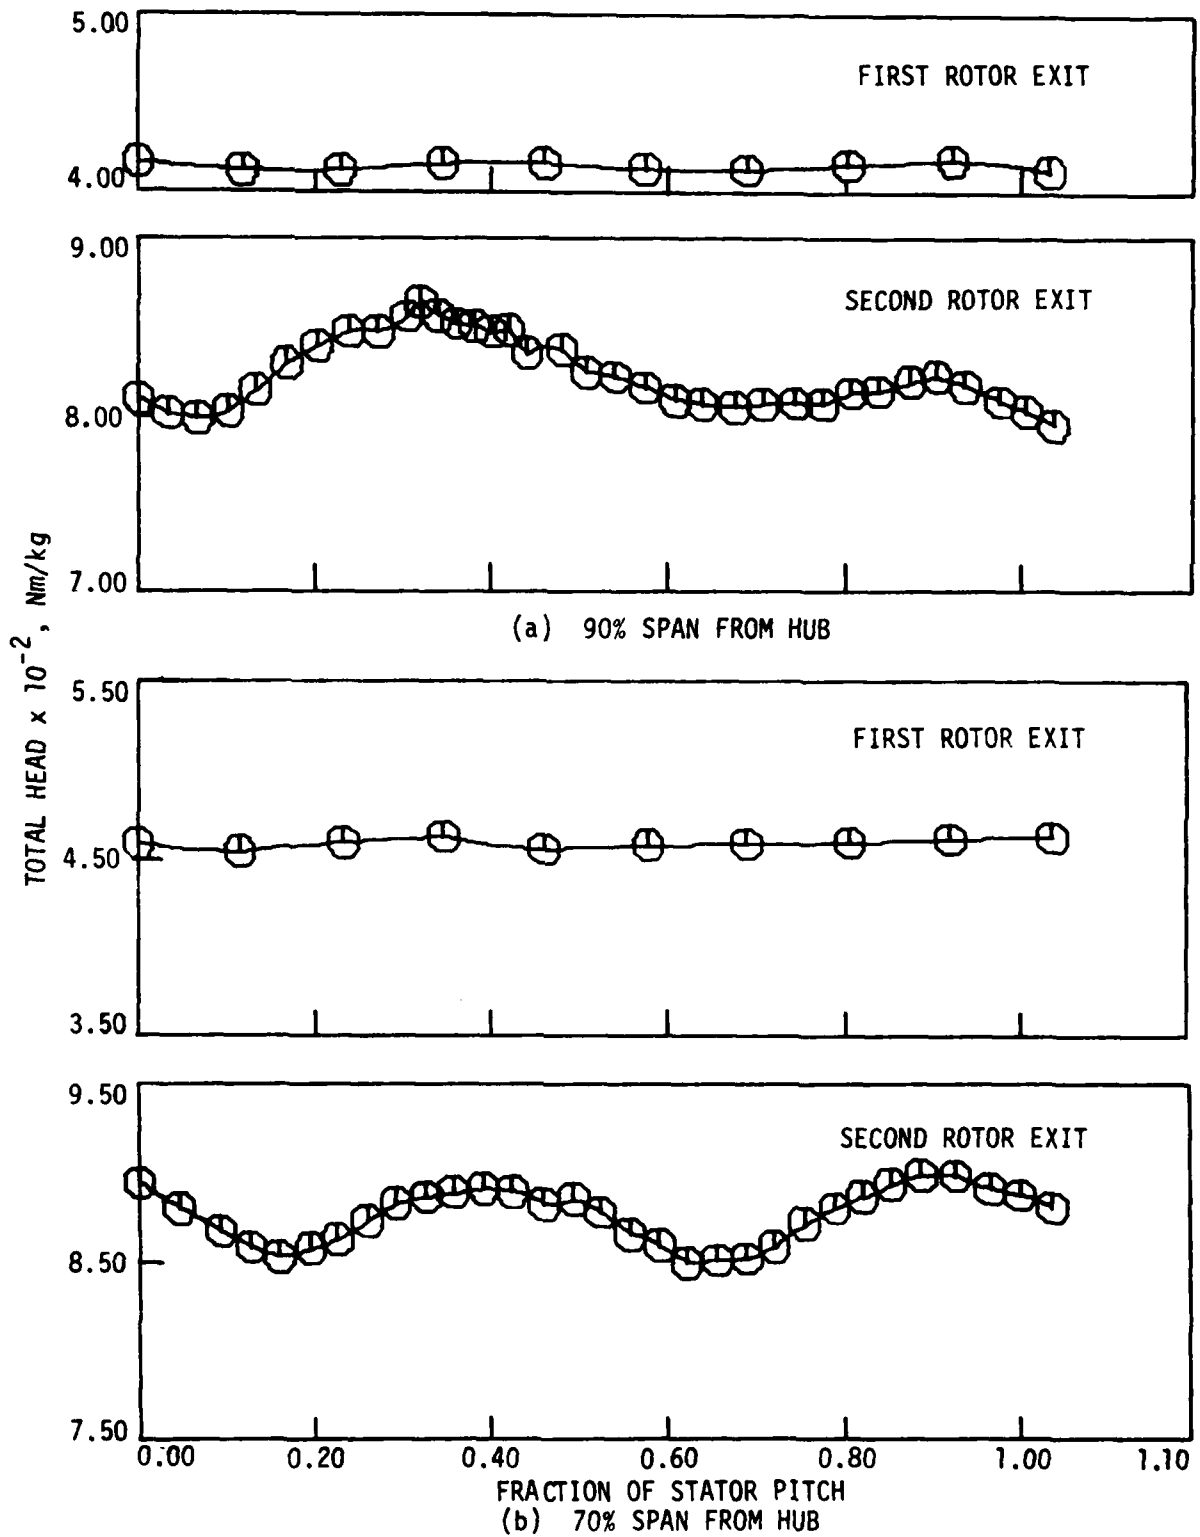 5.00
FIRST ROTOR EXIT
4.00
9.00
SECOND ROTOR EXIT
8.00
7.00
(a) 90% SPAN FROM HUB
TOTAL HEAD x 10-2, Nm/kg
5.50
FIRST ROTOR EXIT
4.50
3.50
9.50
SECOND ROTOR EXIT
8.50
7.50
0.00 0.20 0.40 0.60 0.80 1.00 1.10
FRACTION OF STATOR PITCH
(b) 70% SPAN FROM HUB